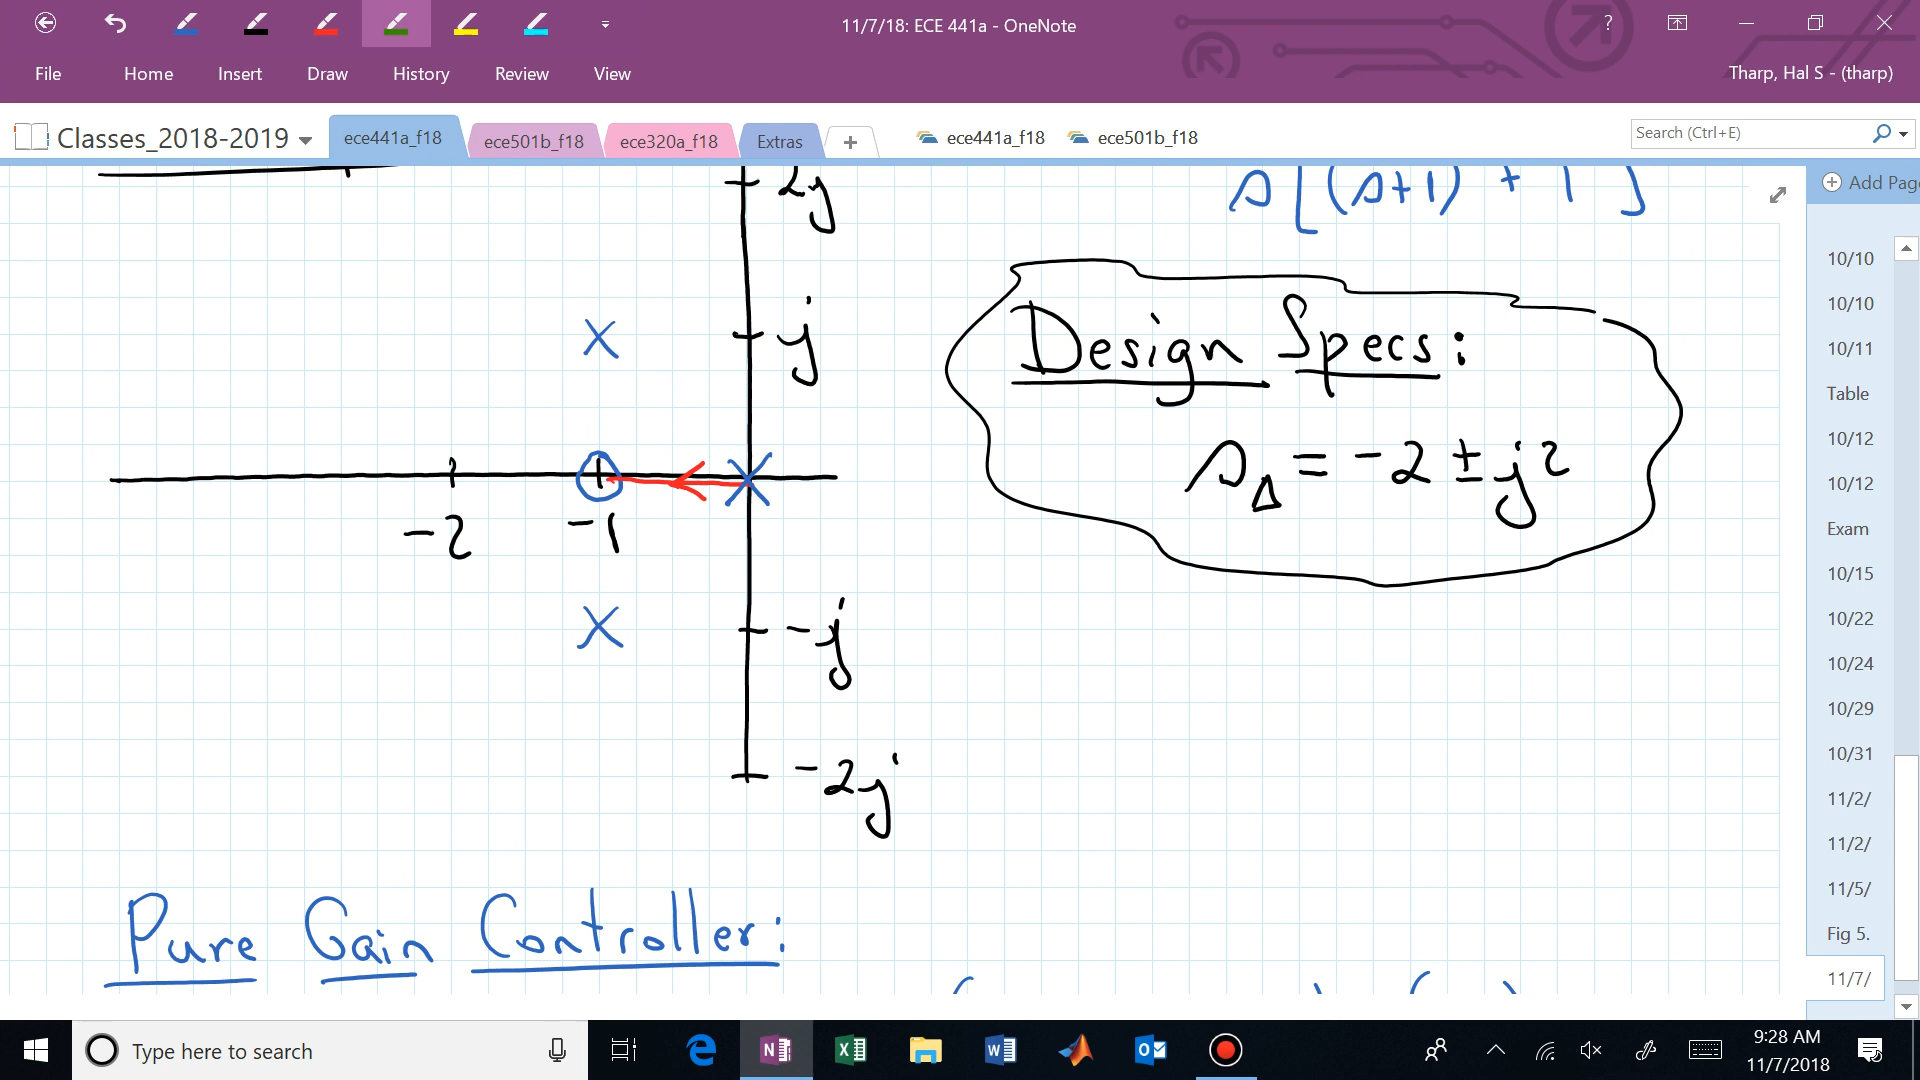 11/7/18: ECE 441a - OneNote
?
File Home Insert Draw History Review View
Tharp, Hal S - (tharp)
Classes_2018-2019
ece441a_f18 ece501b_f18 ece320a_f18 Extras + ece441a_f18 ece501b_f18
Search (Ctrl+E)
Add Pag
2j
s[(s+1) + 1]
j
Design Specs:
s_Δ = -2 ± j2
-2 -1
-j
-2j
Pure Gain Controller:
10/10
10/10
10/11
Table
10/12
10/12
Exam
10/15
10/22
10/24
10/29
10/31
11/2/
11/2/
11/5/
Fig 5.
11/7/
Type here to search
9:28 AM
11/7/2018